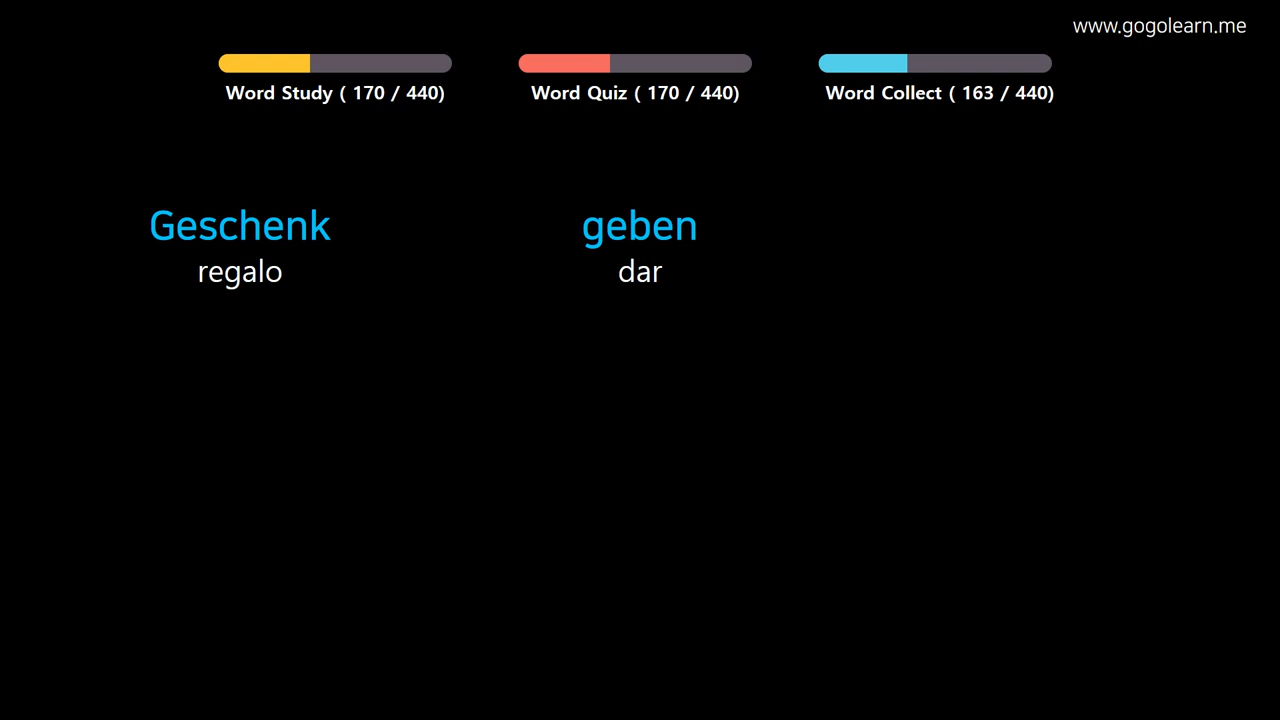 www.gogolearn.me
Word Study ( 170 / 440)
Word Quiz ( 170 / 440)
Word Collect ( 163 / 440)
Geschenk
regalo
geben
dar